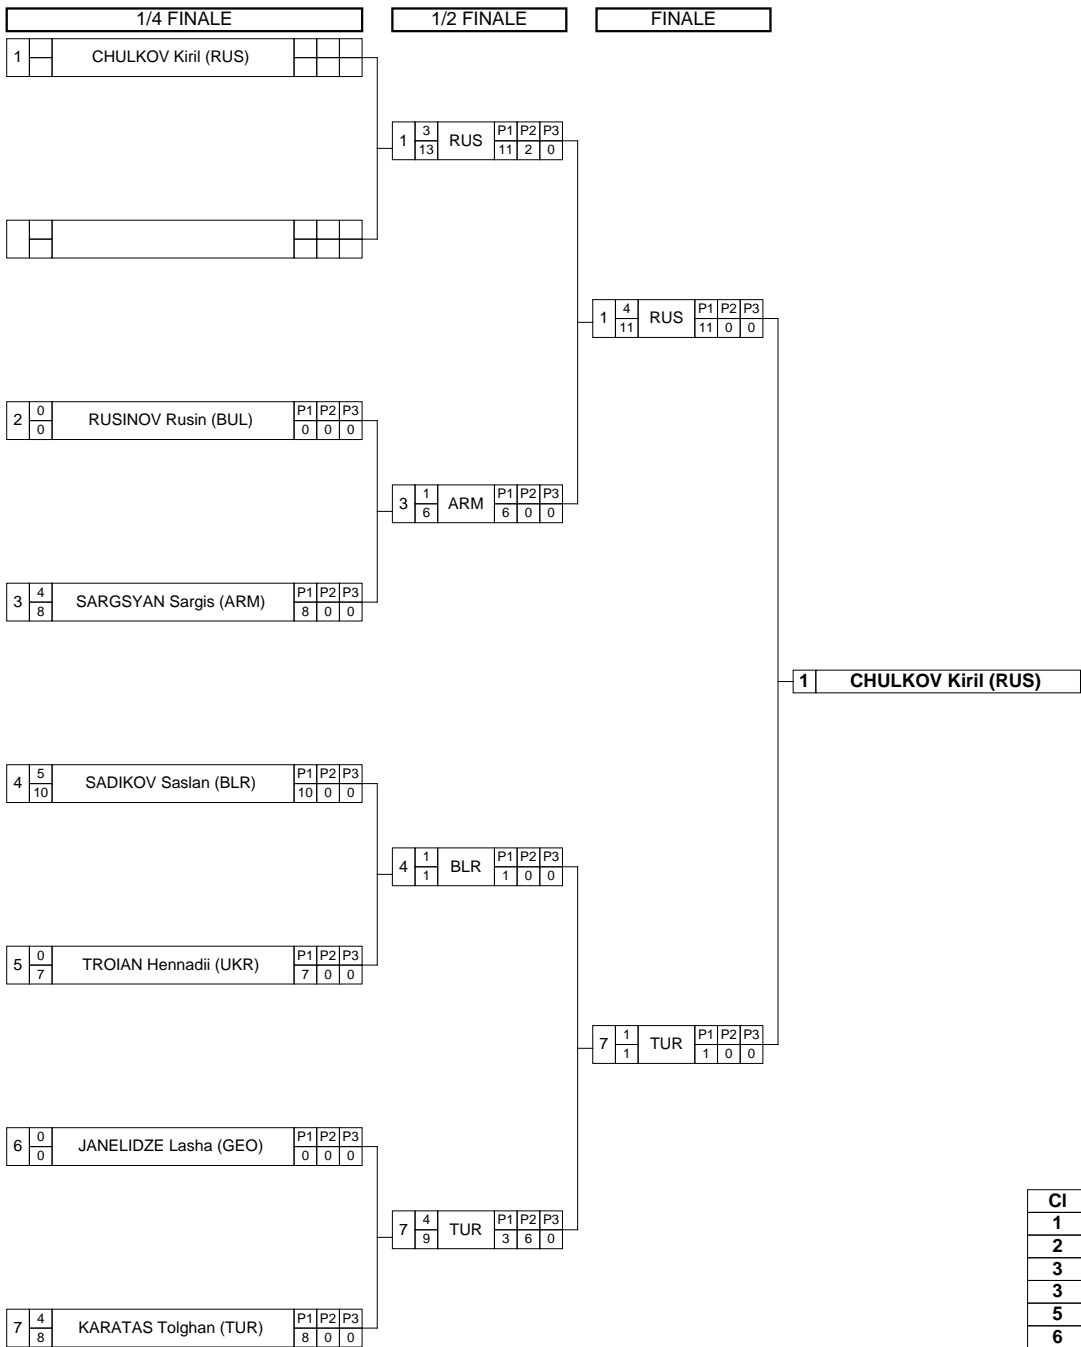 1/4 FINALE 1/2 FINALE FINALE
1 CHULKOV Kiril (RUS)
1 3 13 RUS P1 P2 P3 11 2 0
1 4 11 RUS P1 P2 P3 11 0 0
2 0 0 RUSINOV Rusin (BUL) P1 P2 P3 0 0 0
3 1 6 ARM P1 P2 P3 6 0 0
3 4 8 SARGSYAN Sargis (ARM) P1 P2 P3 8 0 0
1 CHULKOV Kiril (RUS)
4 5 10 SADIKOV Saslan (BLR) P1 P2 P3 10 0 0
4 1 1 BLR P1 P2 P3 1 0 0
5 0 7 TROIAN Hennadii (UKR) P1 P2 P3 7 0 0
7 1 1 TUR P1 P2 P3 1 0 0
6 0 0 JANELIDZE Lasha (GEO) P1 P2 P3 0 0 0
7 4 9 TUR P1 P2 P3 3 6 0
7 4 8 KARATAS Tolghan (TUR) P1 P2 P3 8 0 0
Cl
1
2
3
3
5
6